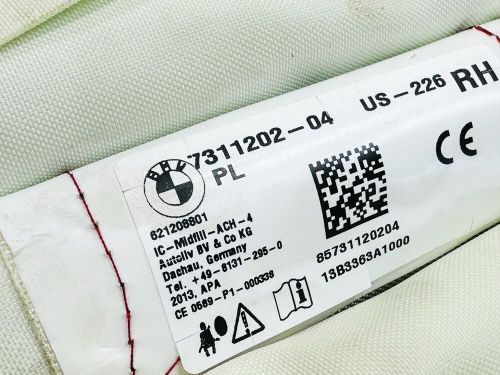 7311202-04 US-226 RH
BMW
PL
621208801
IC-Midfill-ACH-4
Autoliv BV & Co KG
Dachau, Germany
Tel. +49-8131-295-0
2013, APA
CE 0589-P1-000338
85731120204
13B3363A1000
CE
i